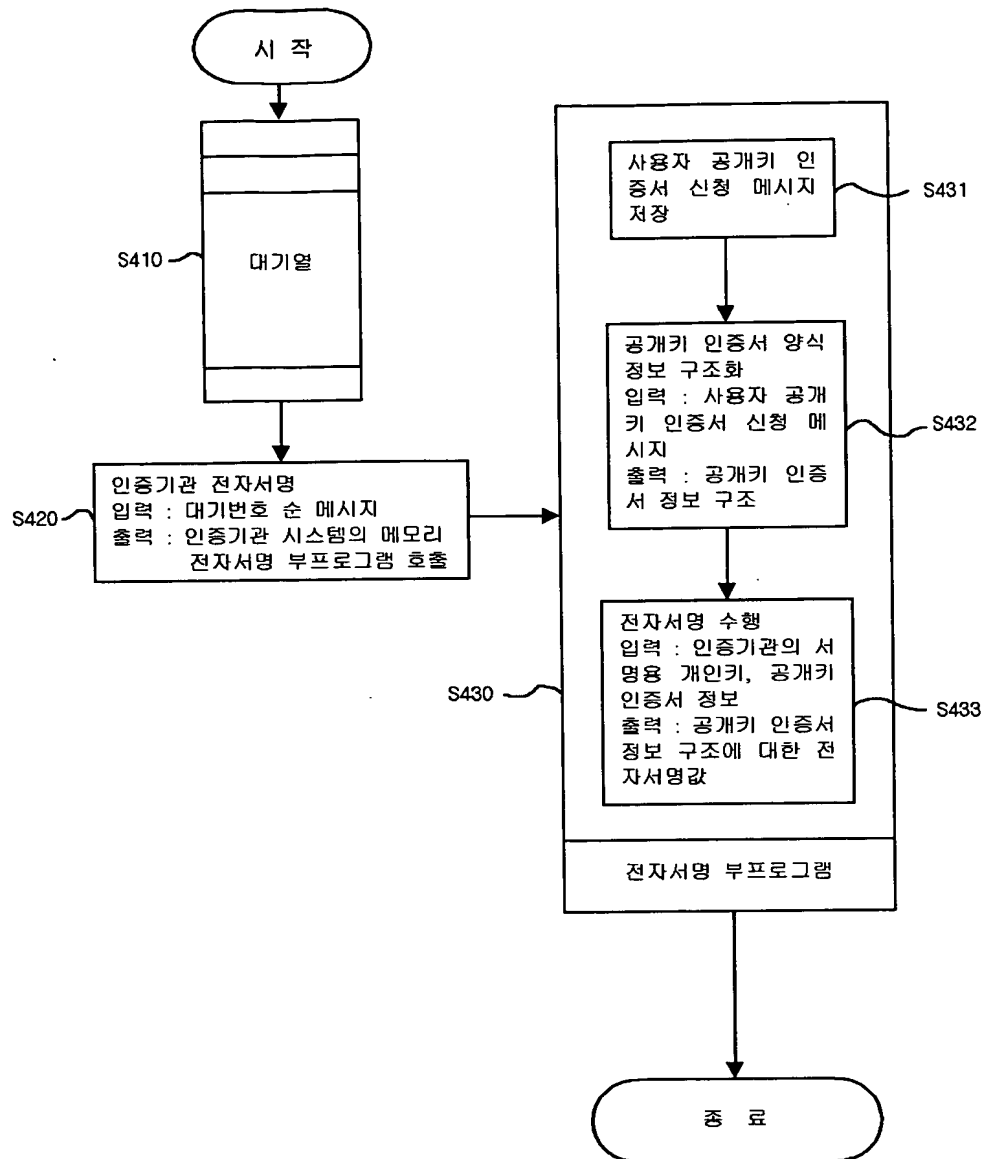 시 작
S410
대기열
인증기관 전자서명
입력 : 대기번호 순 메시지
출력 : 인증기관 시스템의 메모리
전자서명 부프로그램 호출
S420
사용자 공개키 인
증서 신청 메시지
저장
S431
공개키 인증서 양식
정보 구조화
입력 : 사용자 공개
키 인증서 신청 메
시지
출력 : 공개키 인증
서 정보 구조
S432
전자서명 수행
입력 : 인증기관의 서
명용 개인키, 공개키
인증서 정보
출력 : 공개키 인증서
정보 구조에 대한 전
자서명값
S430
S433
전자서명 부프로그램
종 료